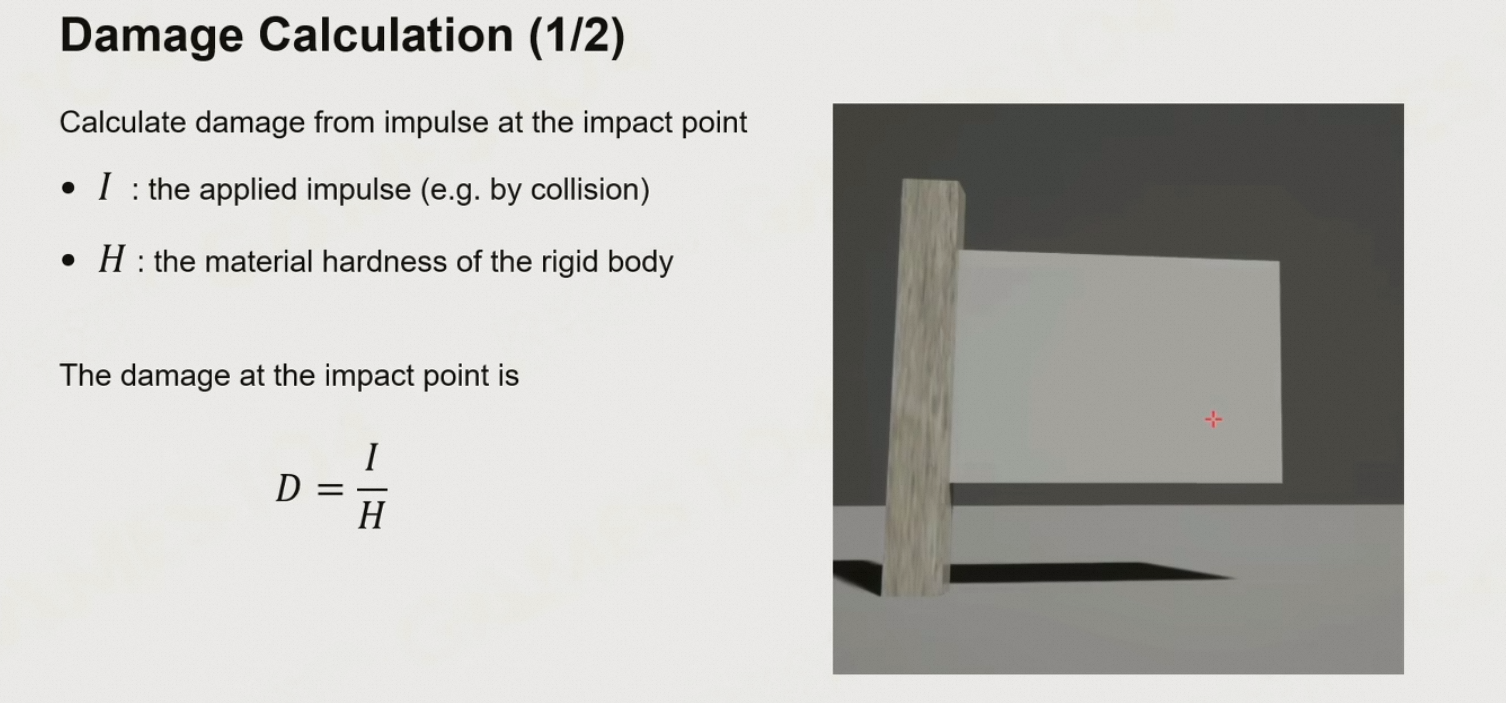 Damage Calculation (1/2)
Calculate damage from impulse at the impact point
• I : the applied impulse (e.g. by collision)
• H : the material hardness of the rigid body
The damage at the impact point is
D = I/H